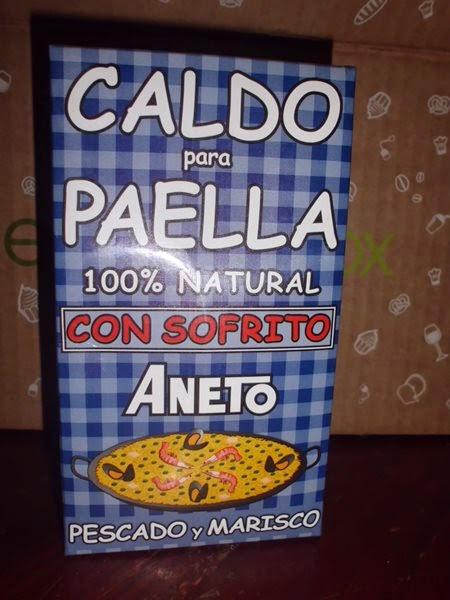 CALDO
para
PAELLA
100% NATURAL
CON SOFRITO
ANETO
PESCADO y MARISCO